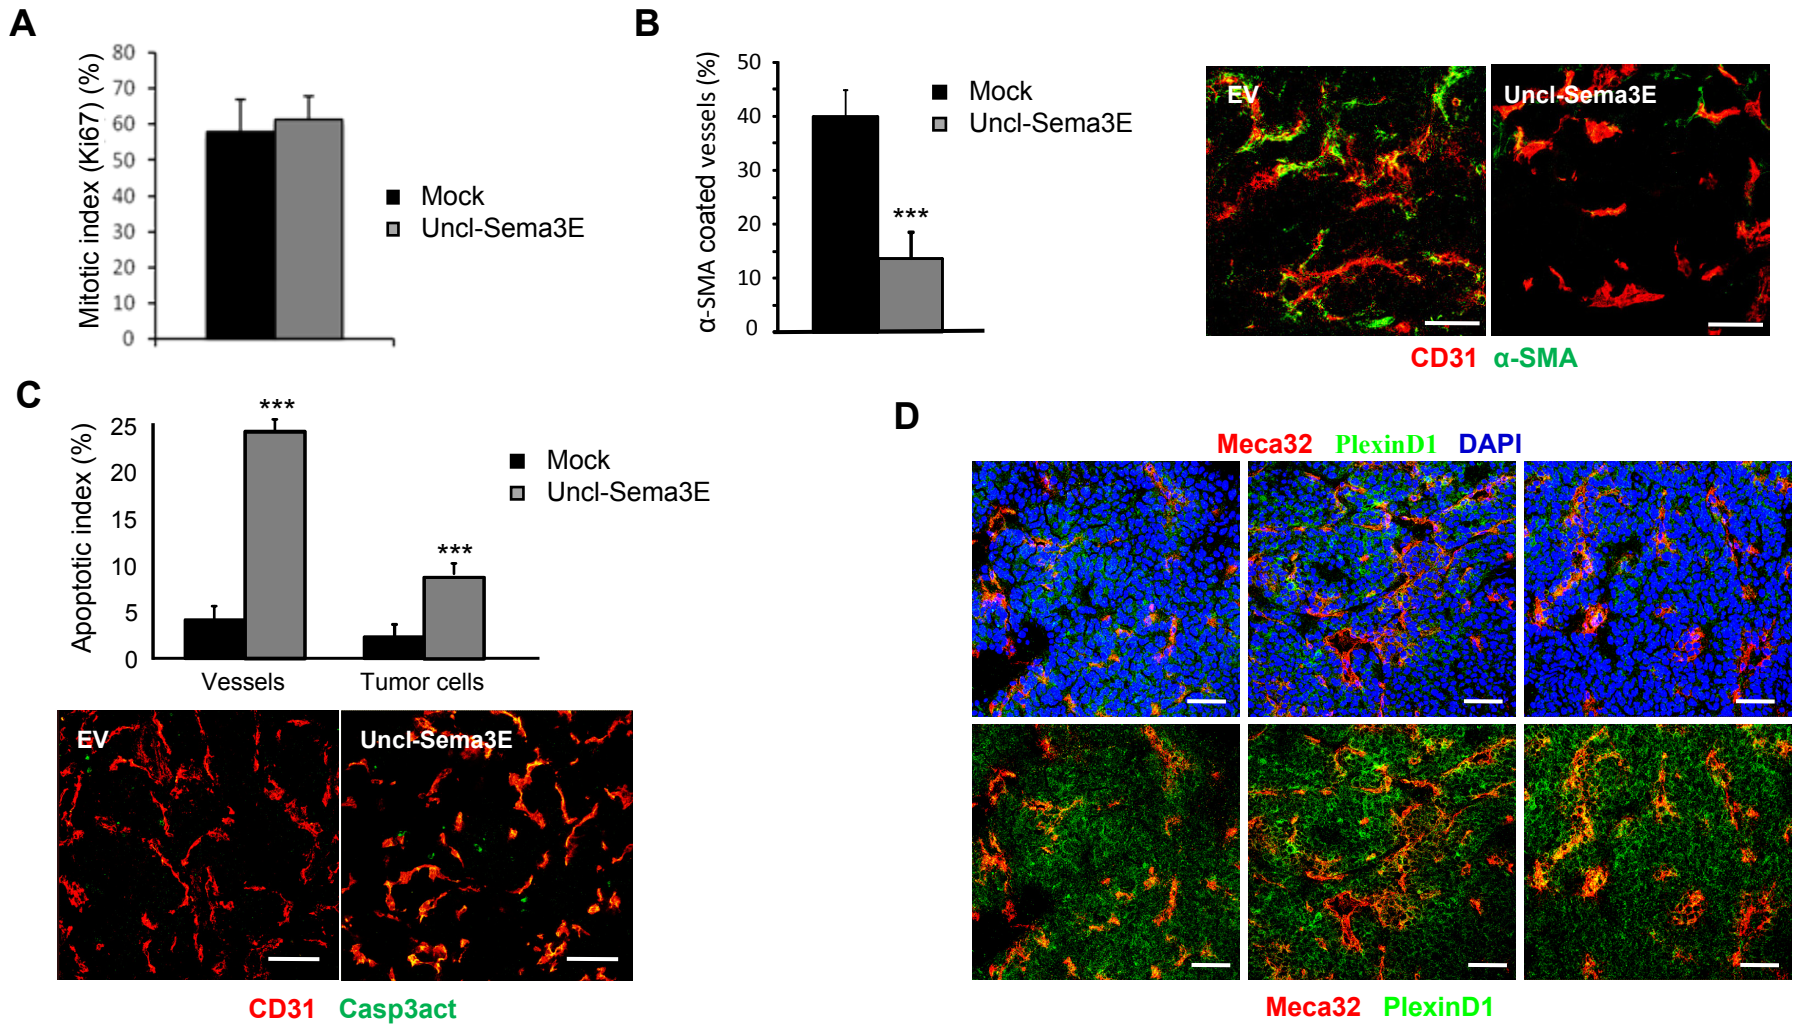 A
Mitotic index (Ki67) (%)
80
70
60
50
40
30
20
10
0
Mock
Uncl-Sema3E
B
α-SMA coated vessels (%)
50
40
30
20
10
0
***
Mock
Uncl-Sema3E
EV
Uncl-Sema3E
CD31 α-SMA
C
Apoptotic index (%)
25
20
15
10
5
0
***
***
Vessels
Tumor cells
Mock
Uncl-Sema3E
EV
Uncl-Sema3E
CD31 Casp3act
D
Meca32 PlexinD1 DAPI
Meca32 PlexinD1